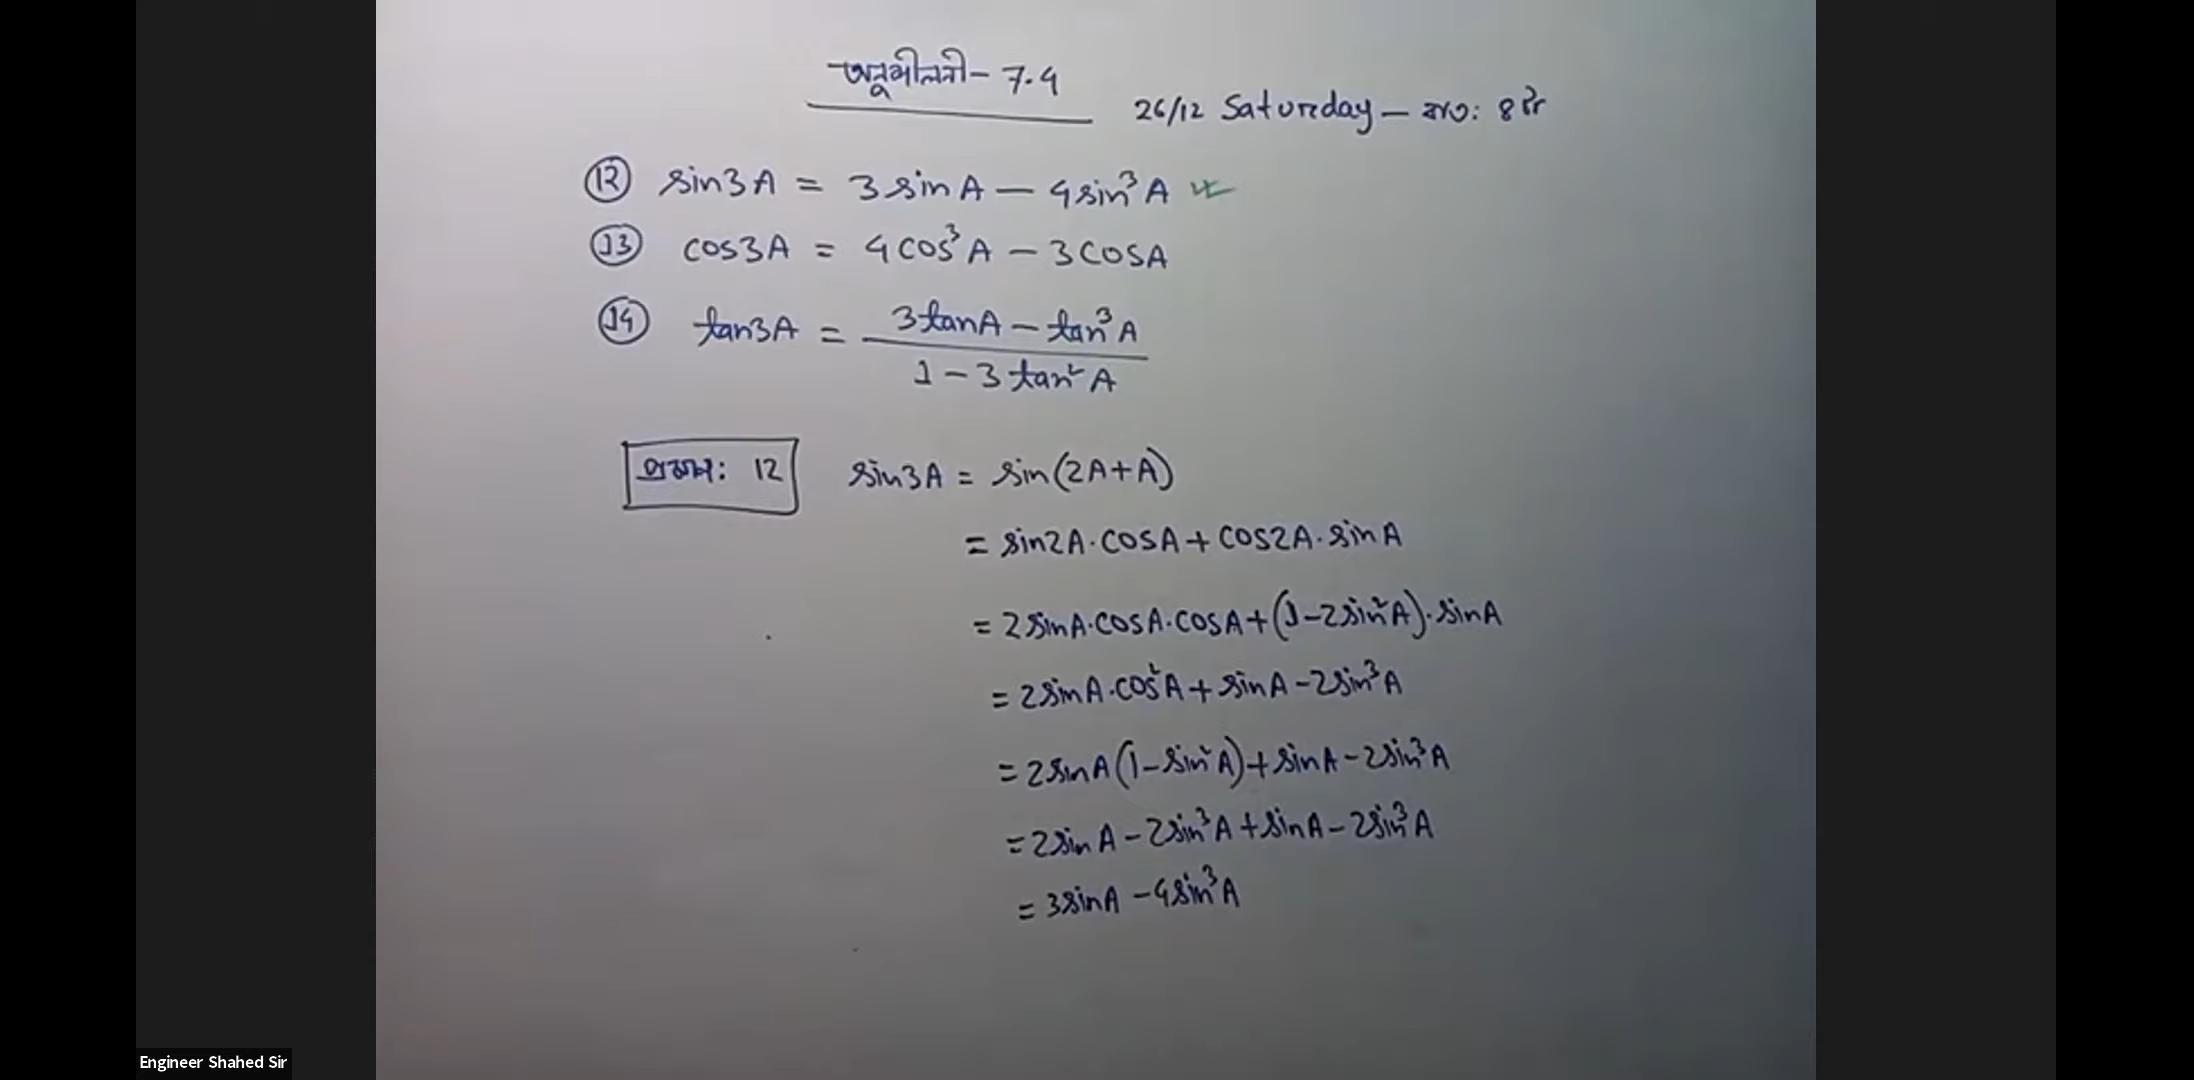 অনুশীলনী- 7.4
26/12 Saturday – রাত: 8 টা
(12) sin3A = 3sinA – 4sin³A
(13) cos3A = 4cos³A – 3cosA
(14) tan3A = (3tanA – tan³A) / (1 – 3tan²A)
প্রমাণ: 12 sin3A = sin(2A+A)
= sin2A·cosA + cos2A·sinA
= 2sinA·cosA·cosA + (1–2sin²A)·sinA
= 2sinA·cos²A + sinA – 2sin³A
= 2sinA(1–sin²A) + sinA – 2sin³A
= 2sinA – 2sin³A + sinA – 2sin³A
= 3sinA – 4sin³A
Engineer Shahed Sir